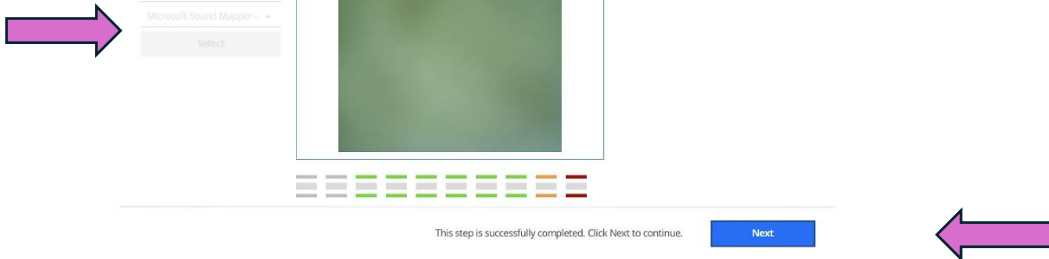 Microsoft Sound Mapper -
Select
This step is successfully completed. Click Next to continue.
Next